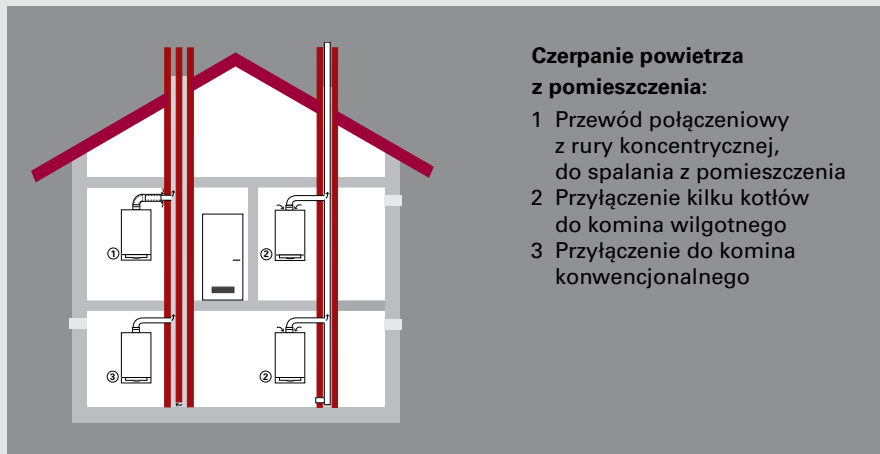 Czerpanie powietrza
z pomieszczenia:
1 Przewód połączeniowy
z rury koncentrycznej,
do spalania z pomieszczenia
2 Przyłączenie kilku kotłów
do komina wilgotnego
3 Przyłączenie do komina
konwencjonalnego
①
②
③
②